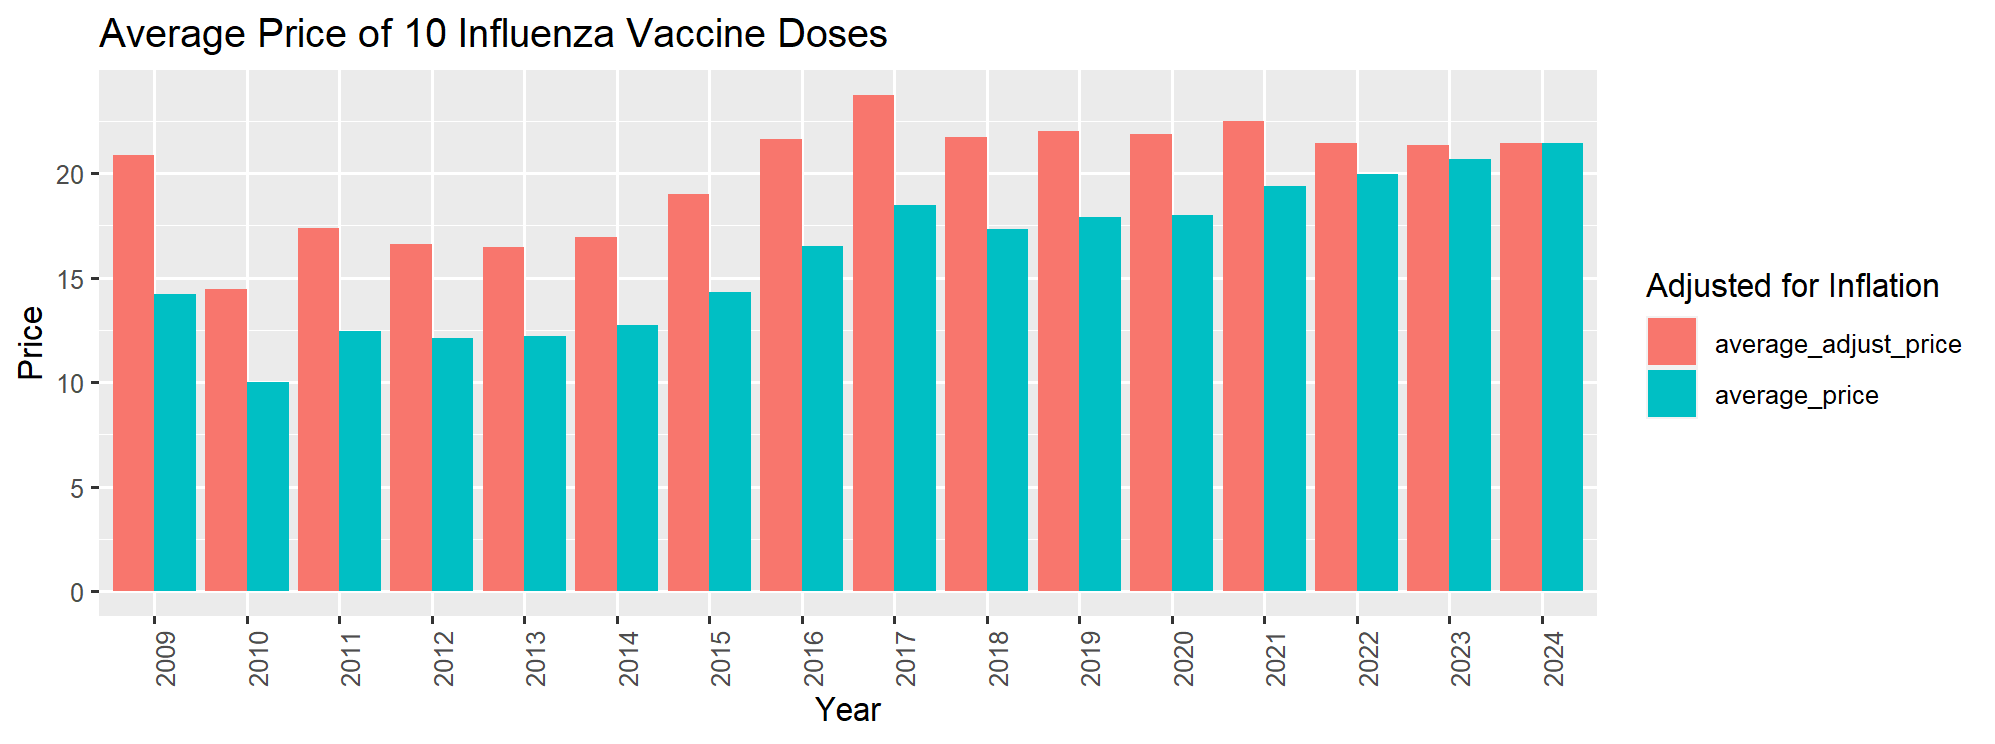 Average Price of 10 Influenza Vaccine Doses
Price
20
15
10
5
0
2009 2010 2011 2012 2013 2014 2015 2016 2017 2018 2019 2020 2021 2022 2023 2024
Year
Adjusted for Inflation
average_adjust_price
average_price